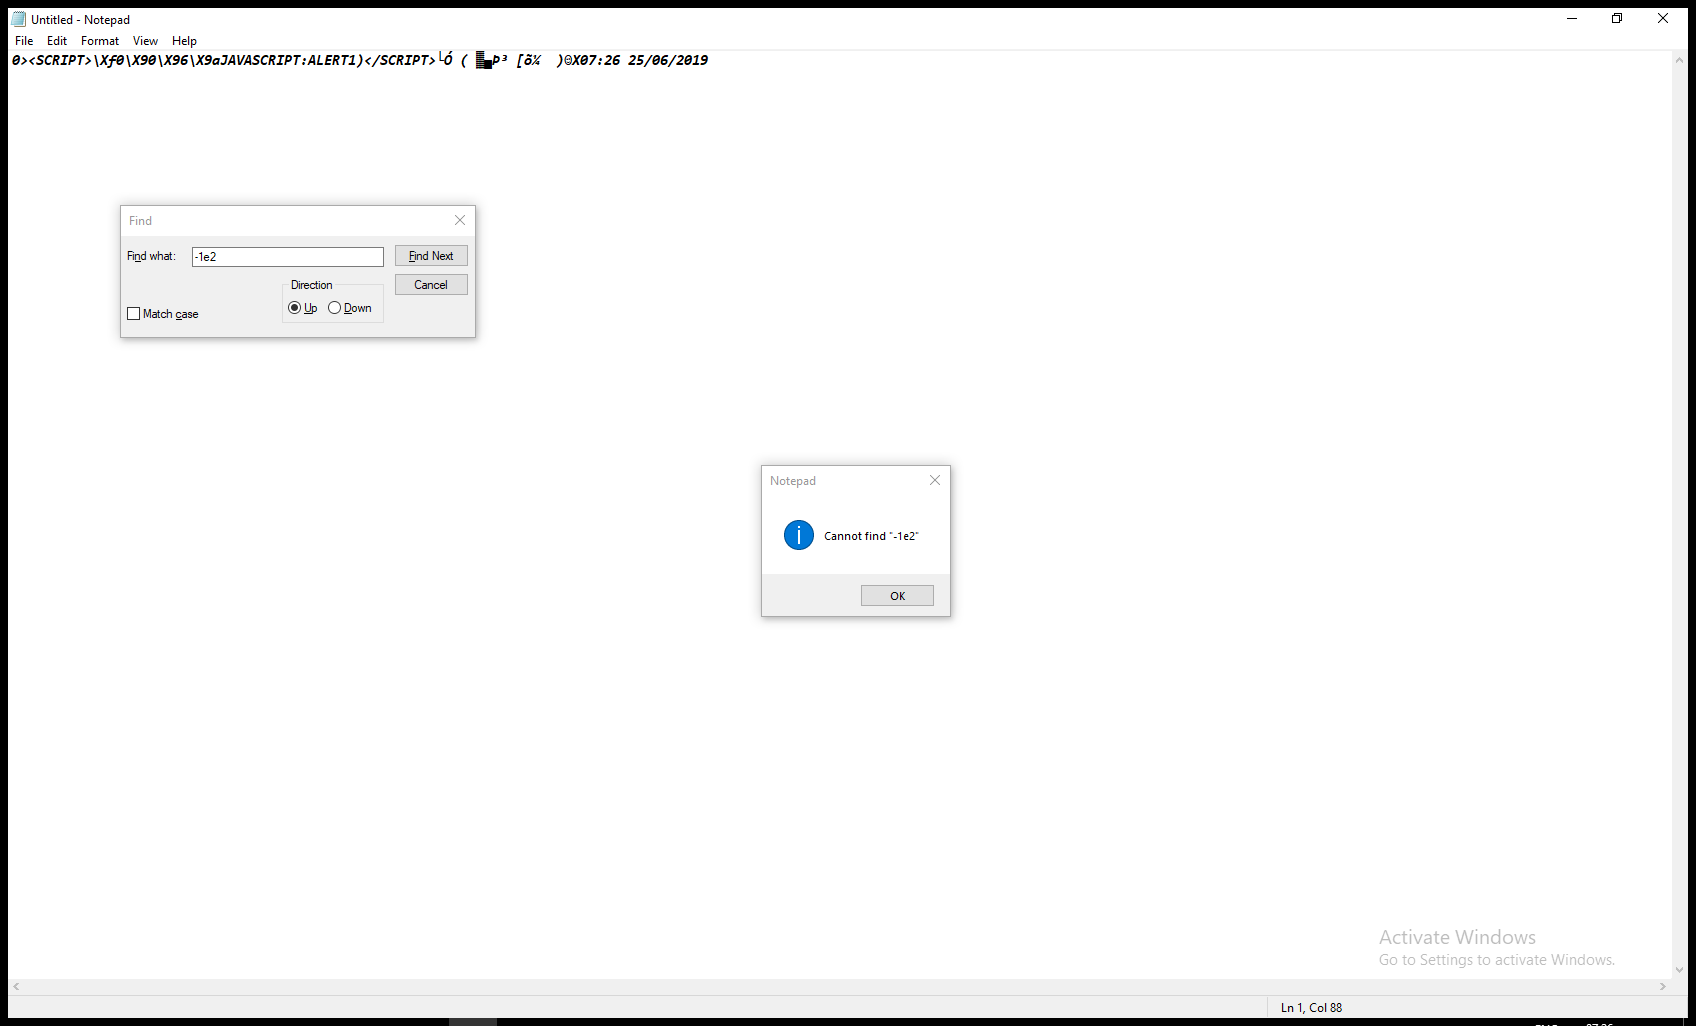 Untitled - Notepad
File Edit Format View Help
0><SCRIPT>\Xf0\X90\X96\X9aJAVASCRIPT:ALERT1)</SCRIPT>└Ó ( ▓▄Þ³ [õ¼ )☺X07:26 25/06/2019
Find
Find what: -1e2 Find Next
Cancel
Direction
Up Down
Match case
Notepad
Cannot find "-1e2"
OK
Activate Windows
Go to Settings to activate Windows.
Ln 1, Col 88